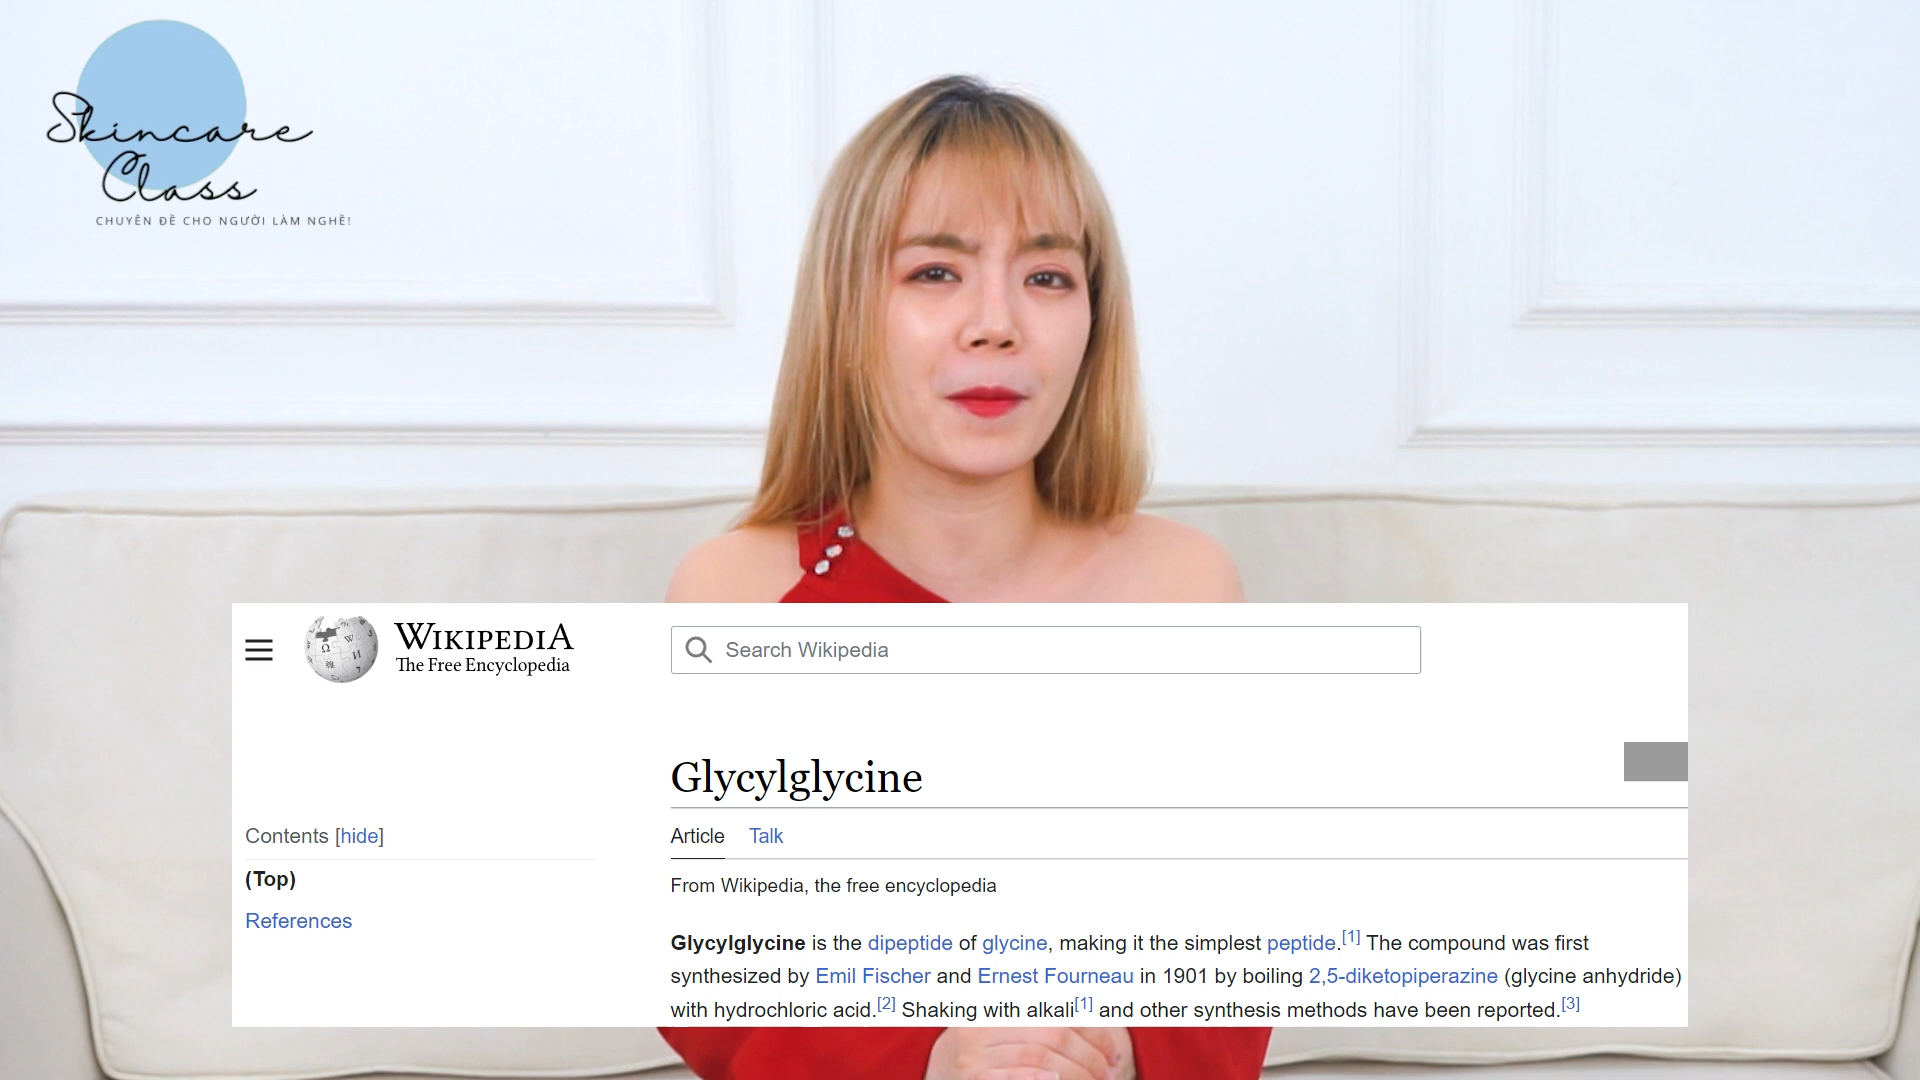 Skincare
Class
CHUYÊN ĐỀ CHO NGƯỜI LÀM NGHỀ!
WIKIPEDIA
The Free Encyclopedia
Search Wikipedia
Glycylglycine
Contents [hide]
Article Talk
(Top)
From Wikipedia, the free encyclopedia
References
Glycylglycine is the dipeptide of glycine, making it the simplest peptide.[1] The compound was first
synthesized by Emil Fischer and Ernest Fourneau in 1901 by boiling 2,5-diketopiperazine (glycine anhydride)
with hydrochloric acid.[2] Shaking with alkali[1] and other synthesis methods have been reported.[3]